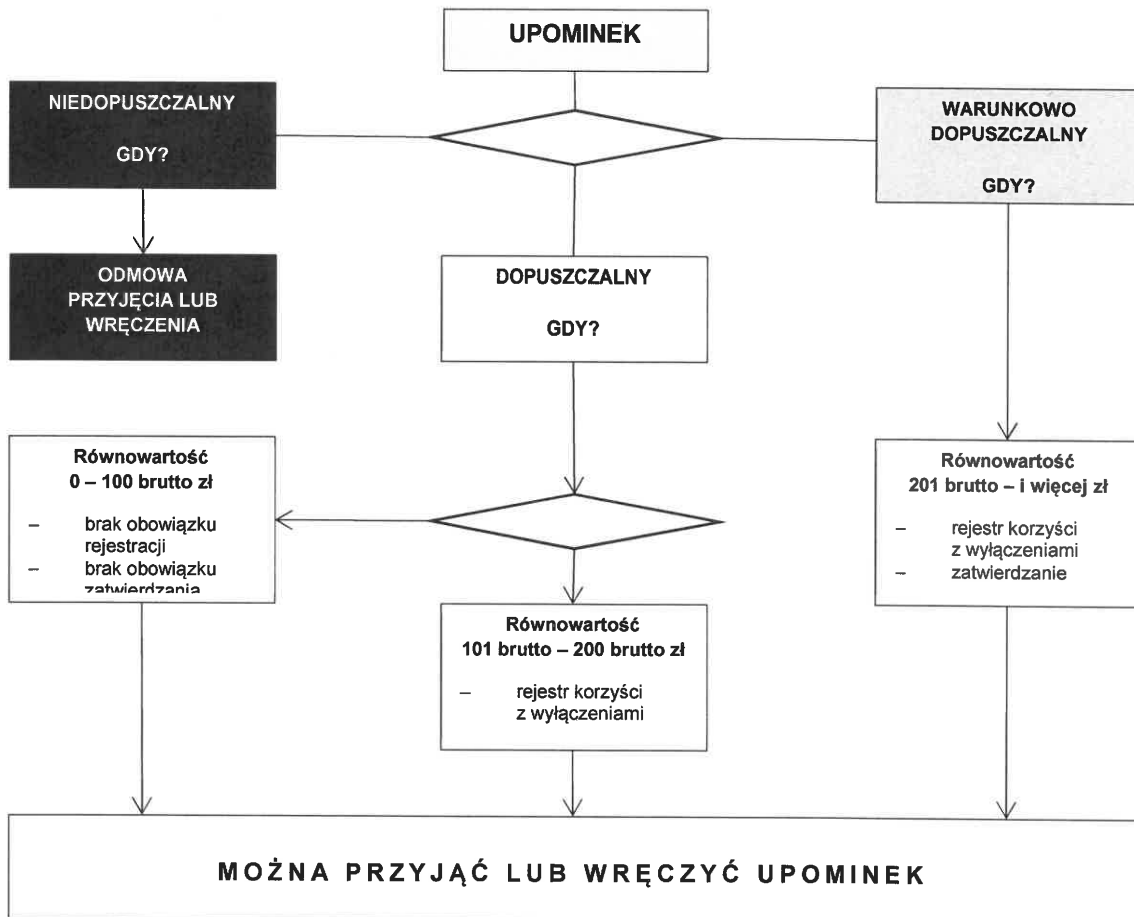 UPOMINEK
NIEDOPUSZCZALNY
GDY?
WARUNKOWO
DOPUSZCZALNY
GDY?
ODMOWA
PRZYJĘCIA LUB
WRĘCZENIA
DOPUSZCZALNY
GDY?
Równowartość
0 – 100 brutto zł
– brak obowiązku
rejestracji
– brak obowiązku
zatwierdzania
Równowartość
201 brutto – i więcej zł
– rejestr korzyści
z wyłączeniami
– zatwierdzanie
Równowartość
101 brutto – 200 brutto zł
– rejestr korzyści
z wyłączeniami
MOŻNA PRZYJĄĆ LUB WRĘCZYĆ UPOMINEK